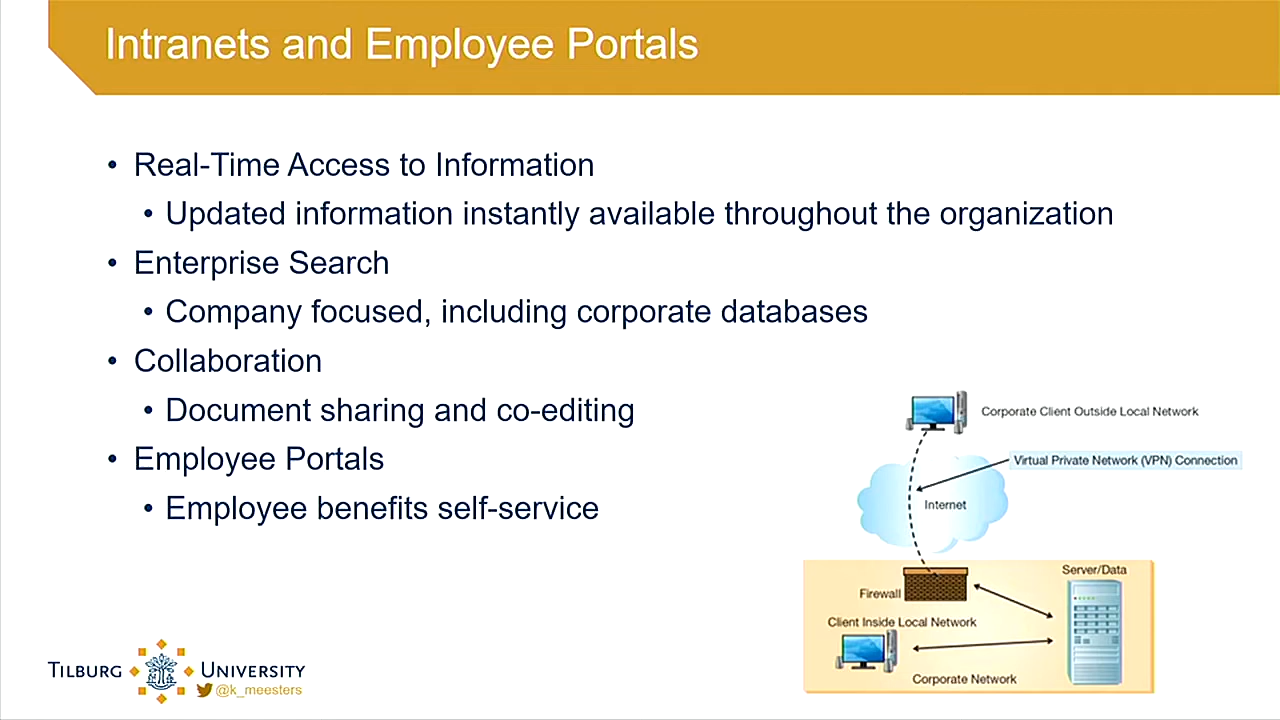 Intranets and Employee Portals
• Real-Time Access to Information
• Updated information instantly available throughout the organization
• Enterprise Search
• Company focused, including corporate databases
• Collaboration
• Document sharing and co-editing
• Employee Portals
• Employee benefits self-service
Corporate Client Outside Local Network
Virtual Private Network (VPN) Connection
Internet
Server/Data
Firewall
Client Inside Local Network
Corporate Network
TILBURG UNIVERSITY
@k_meesters